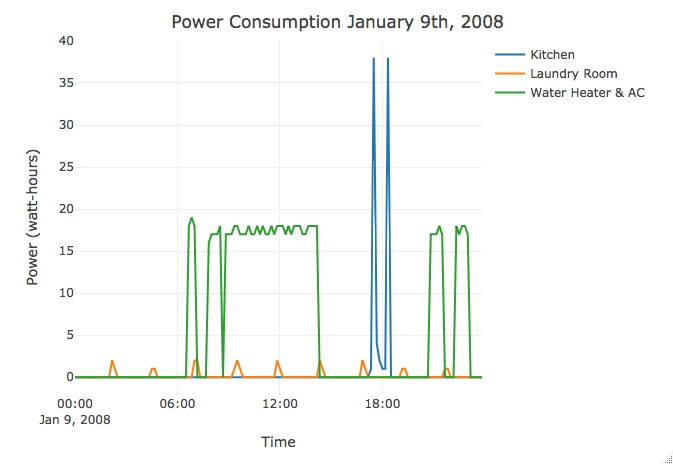 Power Consumption January 9th, 2008
Kitchen
Laundry Room
Water Heater & AC
Power (watt-hours)
40
35
30
25
20
15
10
5
0
00:00 06:00 12:00 18:00
Jan 9, 2008
Time